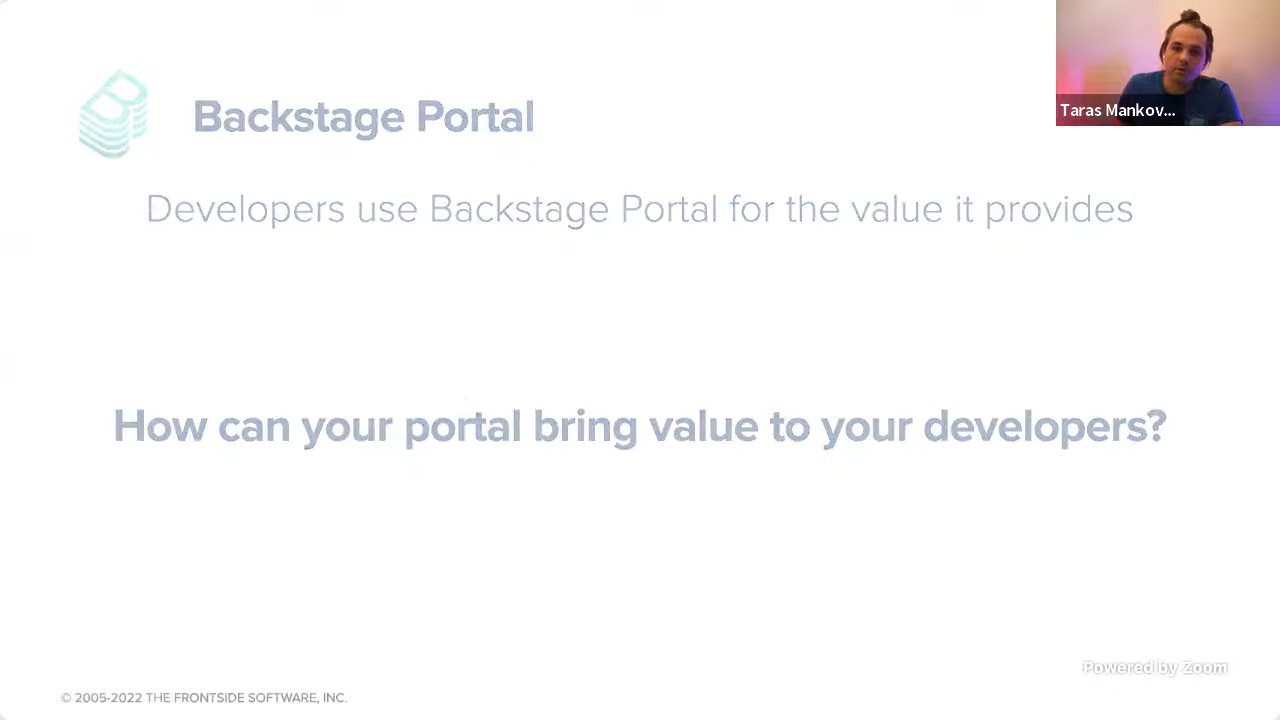 Backstage Portal
Taras Mankov...
Developers use Backstage Portal for the value it provides
How can your portal bring value to your developers?
Powered by Zoom
© 2005-2022 THE FRONTSIDE SOFTWARE, INC.